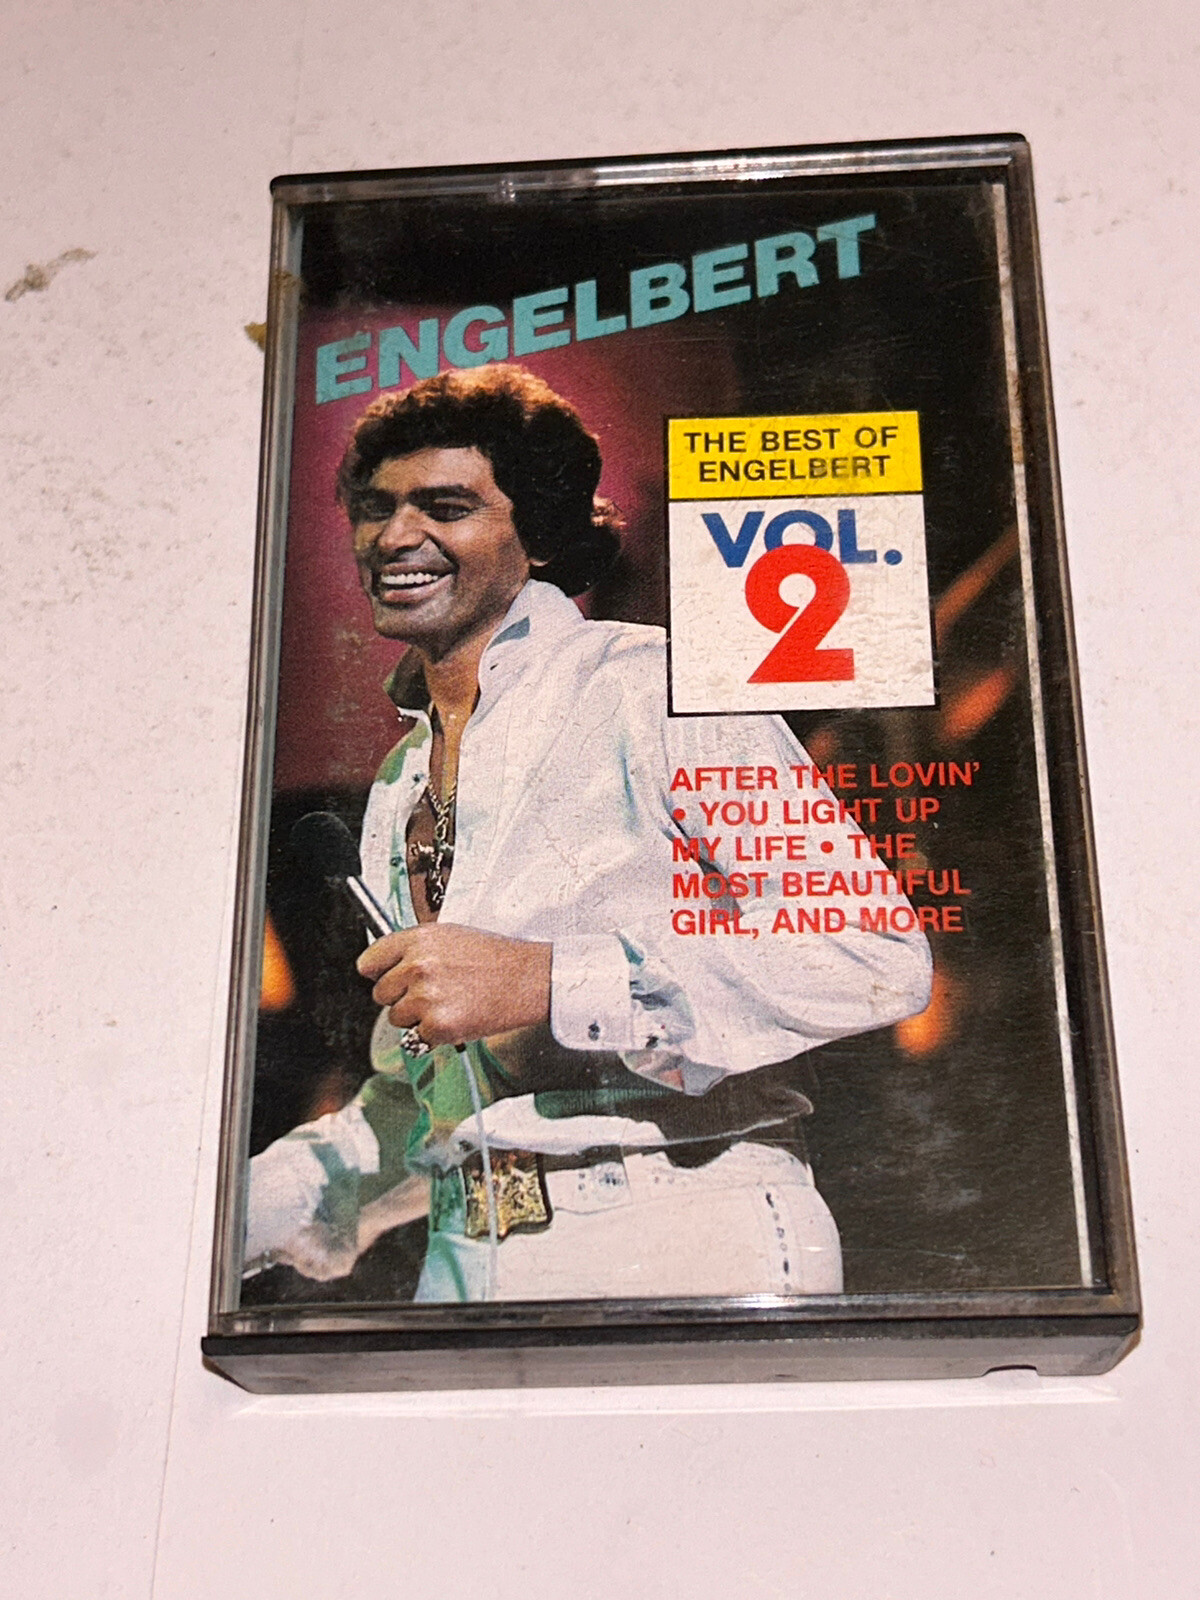 ENGELBERT
THE BEST OF
ENGELBERT
VOL.
2
AFTER THE LOVIN'
• YOU LIGHT UP
MY LIFE • THE
MOST BEAUTIFUL
GIRL, AND MORE